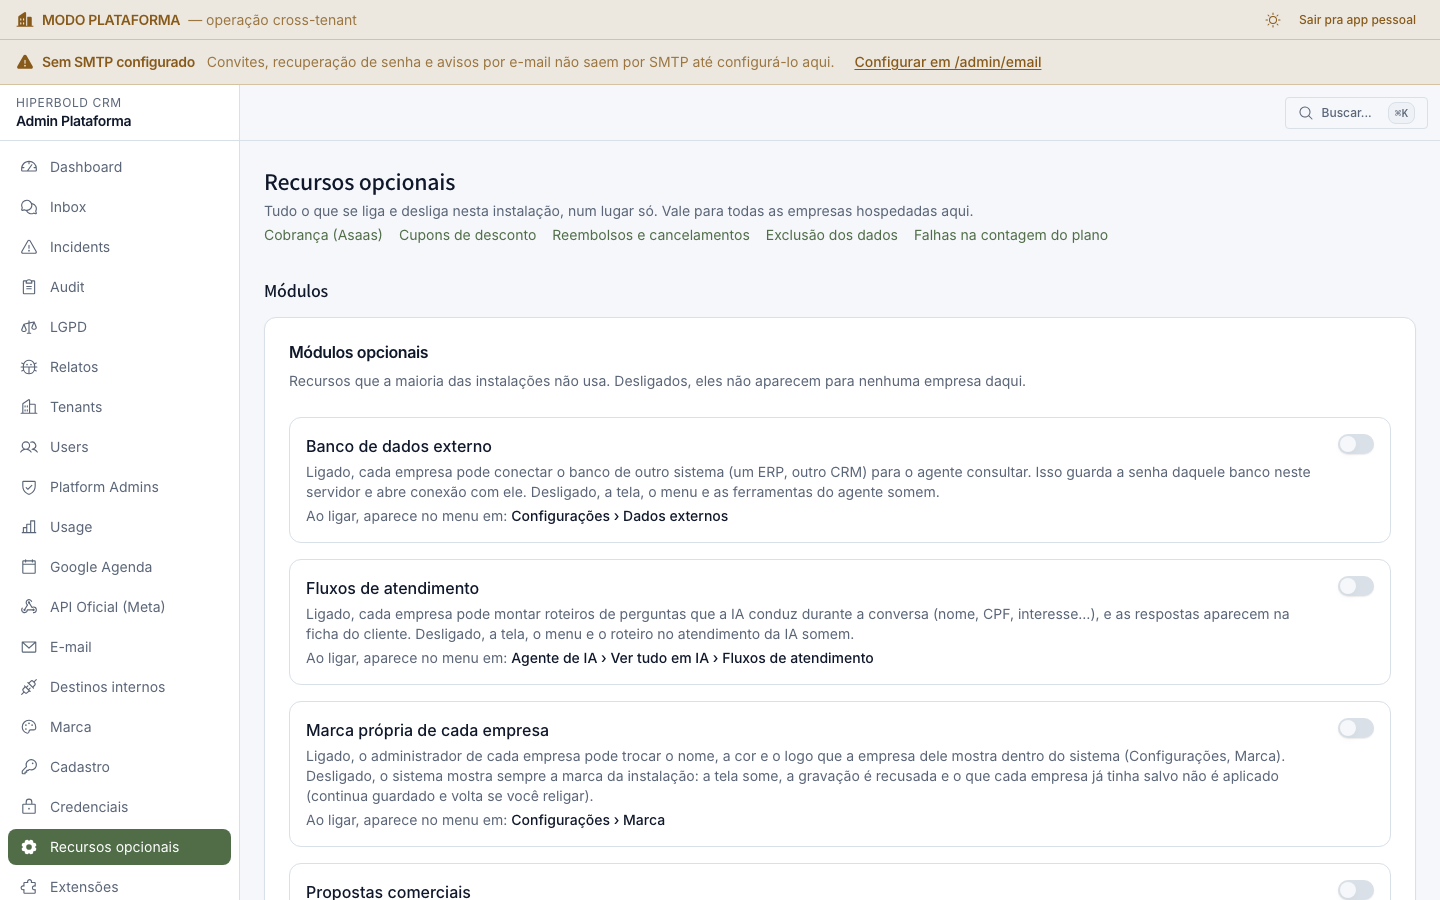 MODO PLATAFORMA — operação cross-tenant
Sair pra app pessoal
Sem SMTP configurado Convites, recuperação de senha e avisos por e-mail não saem por SMTP até configurá-lo aqui. Configurar em /admin/email
HIPERBOLD CRM
Admin Plataforma
Buscar... ⌘K
Dashboard
Inbox
Incidents
Audit
LGPD
Relatos
Tenants
Users
Platform Admins
Usage
Google Agenda
API Oficial (Meta)
E-mail
Destinos internos
Marca
Cadastro
Credenciais
Recursos opcionais
Extensões
Recursos opcionais
Tudo o que se liga e desliga nesta instalação, num lugar só. Vale para todas as empresas hospedadas aqui.
Cobrança (Asaas) Cupons de desconto Reembolsos e cancelamentos Exclusão dos dados Falhas na contagem do plano
Módulos
Módulos opcionais
Recursos que a maioria das instalações não usa. Desligados, eles não aparecem para nenhuma empresa daqui.
Banco de dados externo
Ligado, cada empresa pode conectar o banco de outro sistema (um ERP, outro CRM) para o agente consultar. Isso guarda a senha daquele banco neste
servidor e abre conexão com ele. Desligado, a tela, o menu e as ferramentas do agente somem.
Ao ligar, aparece no menu em: Configurações › Dados externos
Fluxos de atendimento
Ligado, cada empresa pode montar roteiros de perguntas que a IA conduz durante a conversa (nome, CPF, interesse...), e as respostas aparecem na
ficha do cliente. Desligado, a tela, o menu e o roteiro no atendimento da IA somem.
Ao ligar, aparece no menu em: Agente de IA › Ver tudo em IA › Fluxos de atendimento
Marca própria de cada empresa
Ligado, o administrador de cada empresa pode trocar o nome, a cor e o logo que a empresa dele mostra dentro do sistema (Configurações, Marca).
Desligado, o sistema mostra sempre a marca da instalação: a tela some, a gravação é recusada e o que cada empresa já tinha salvo não é aplicado
(continua guardado e volta se você religar).
Ao ligar, aparece no menu em: Configurações › Marca
Propostas comerciais